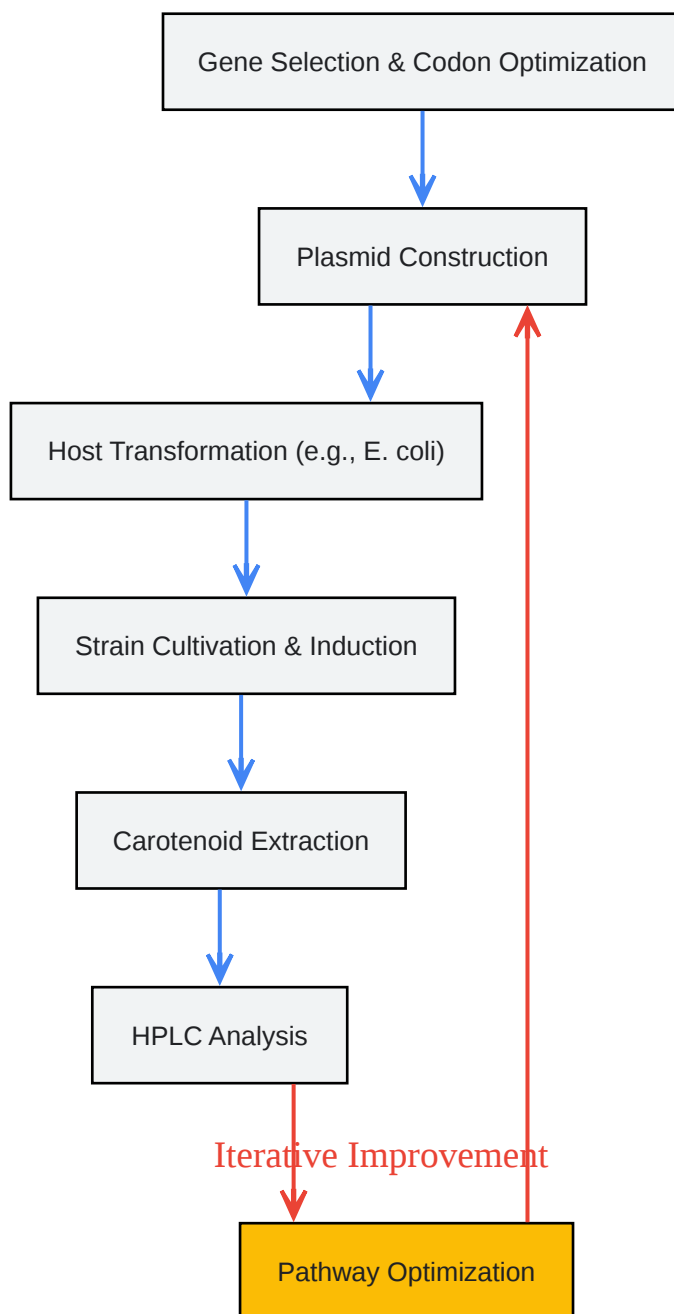 Gene Selection & Codon Optimization
Plasmid Construction
Host Transformation (e.g., E. coli)
Strain Cultivation & Induction
Carotenoid Extraction
HPLC Analysis
Iterative Improvement
Pathway Optimization